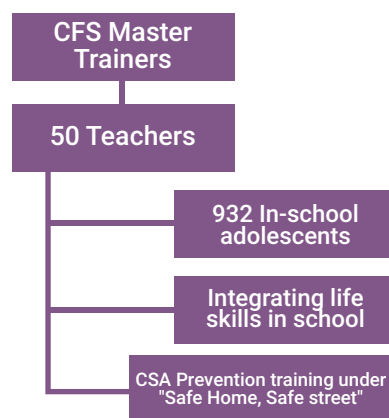 CFS Master
Trainers
50 Teachers
932 In-school
adolescents
Integrating life
skills in school
CSA Prevention training under
"Safe Home, Safe street"